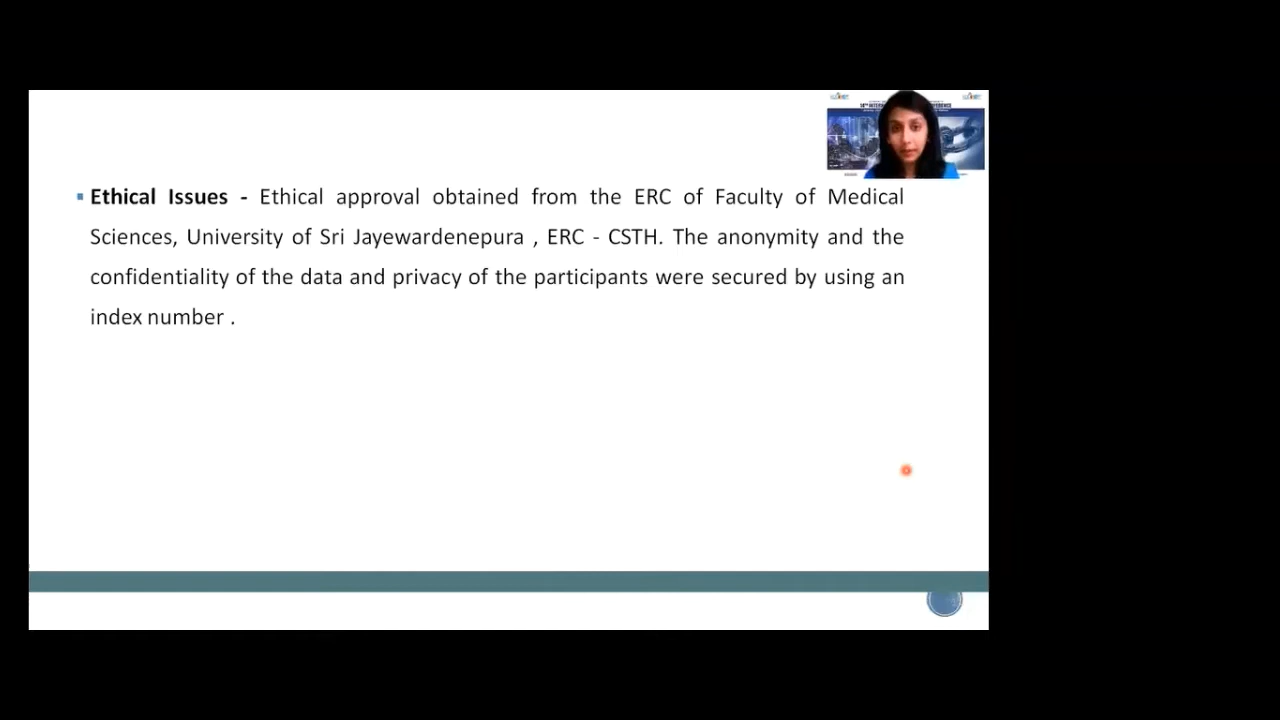 Ethical Issues - Ethical approval obtained from the ERC of Faculty of Medical
Sciences, University of Sri Jayewardenepura , ERC - CSTH. The anonymity and the
confidentiality of the data and privacy of the participants were secured by using an
index number .